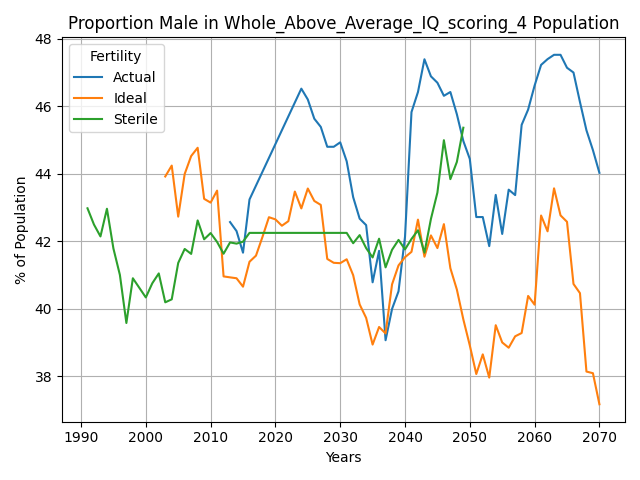 Proportion Male in Whole_Above_Average_IQ_scoring_4 Population
Fertility
Actual
Ideal
Sterile
% of Population
48
46
44
42
40
38
1990 2000 2010 2020 2030 2040 2050 2060 2070
Years